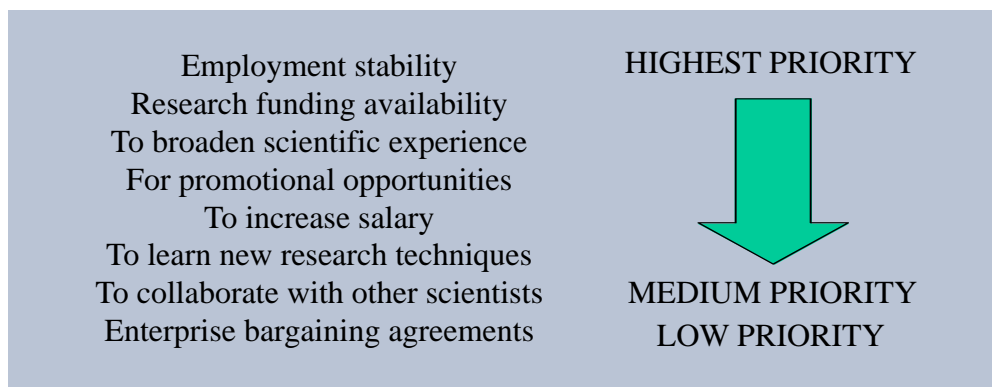 Employment stability
Research funding availability
To broaden scientific experience
For promotional opportunities
To increase salary
To learn new research techniques
To collaborate with other scientists
Enterprise bargaining agreements
HIGHEST PRIORITY
MEDIUM PRIORITY
LOW PRIORITY